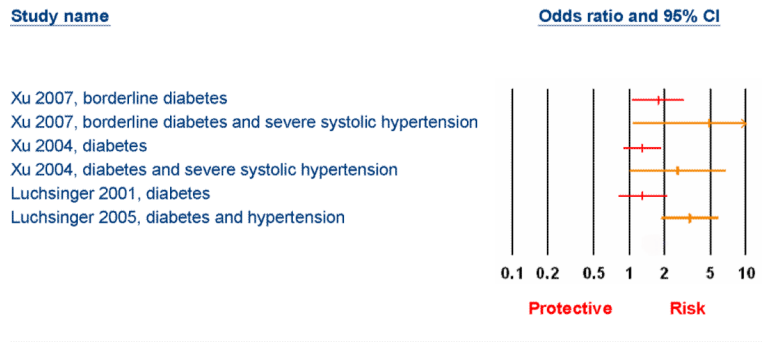 Study name Odds ratio and 95% CI
Xu 2007, borderline diabetes
Xu 2007, borderline diabetes and severe systolic hypertension
Xu 2004, diabetes
Xu 2004, diabetes and severe systolic hypertension
Luchsinger 2001, diabetes
Luchsinger 2005, diabetes and hypertension
0.1 0.2 0.5 1 2 5 10
Protective Risk